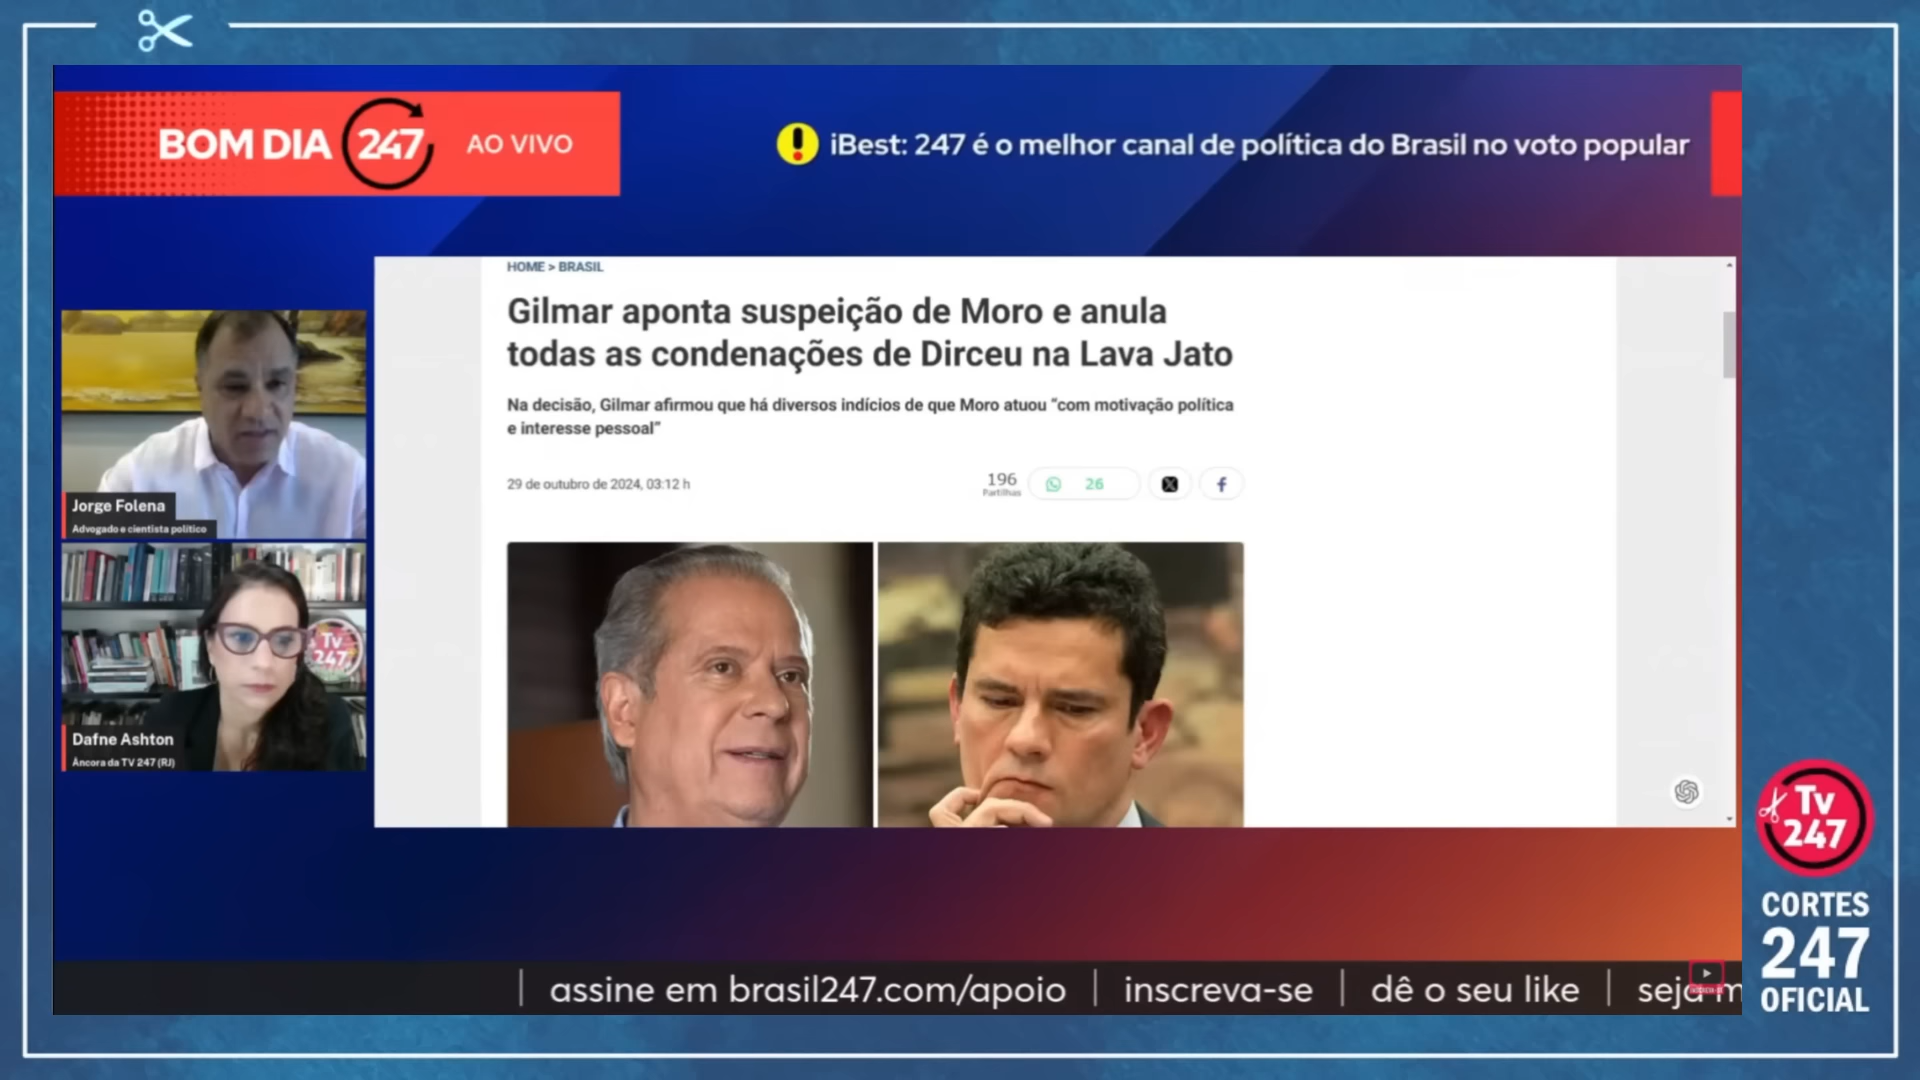 BOM DIA 247 AO VIVO
iBest: 247 é o melhor canal de política do Brasil no voto popular
HOME > BRASIL
Gilmar aponta suspeição de Moro e anula
todas as condenações de Dirceu na Lava Jato
Na decisão, Gilmar afirmou que há diversos indícios de que Moro atuou “com motivação política
e interesse pessoal”
29 de outubro de 2024, 03:12 h
196
Partilhas
26
Jorge Folena
Advogado e cientista político
Tv
247
Dafne Ashton
Âncora da TV 247 (RJ)
Tv
247
CORTES
247
OFICIAL
assine em brasil247.com/apoio | inscreva-se | dê o seu like | seja m